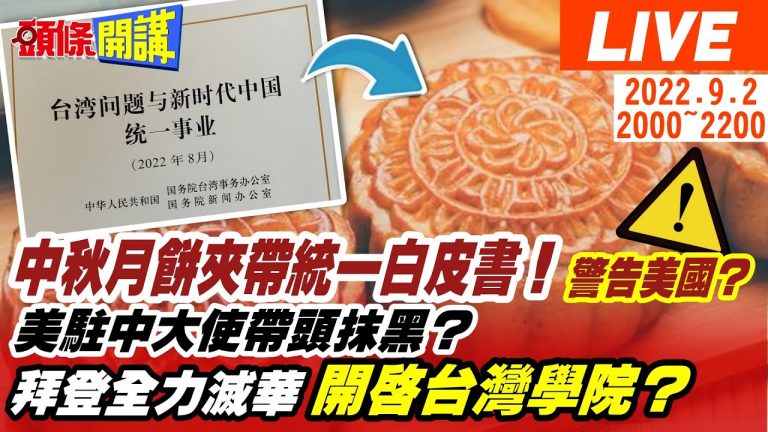 頭條開講
LIVE
2022.9.2
2000~2200
台湾问题与新时代中国
统一事业
(2022年8月)
中华人民共和国 国务院台湾事务办公室
国务院新闻办公室
中秋月餅夾帶統一白皮書！警告美國？
美駐中大使帶頭抹黑？
拜登全力滅華 開啓台灣學院？